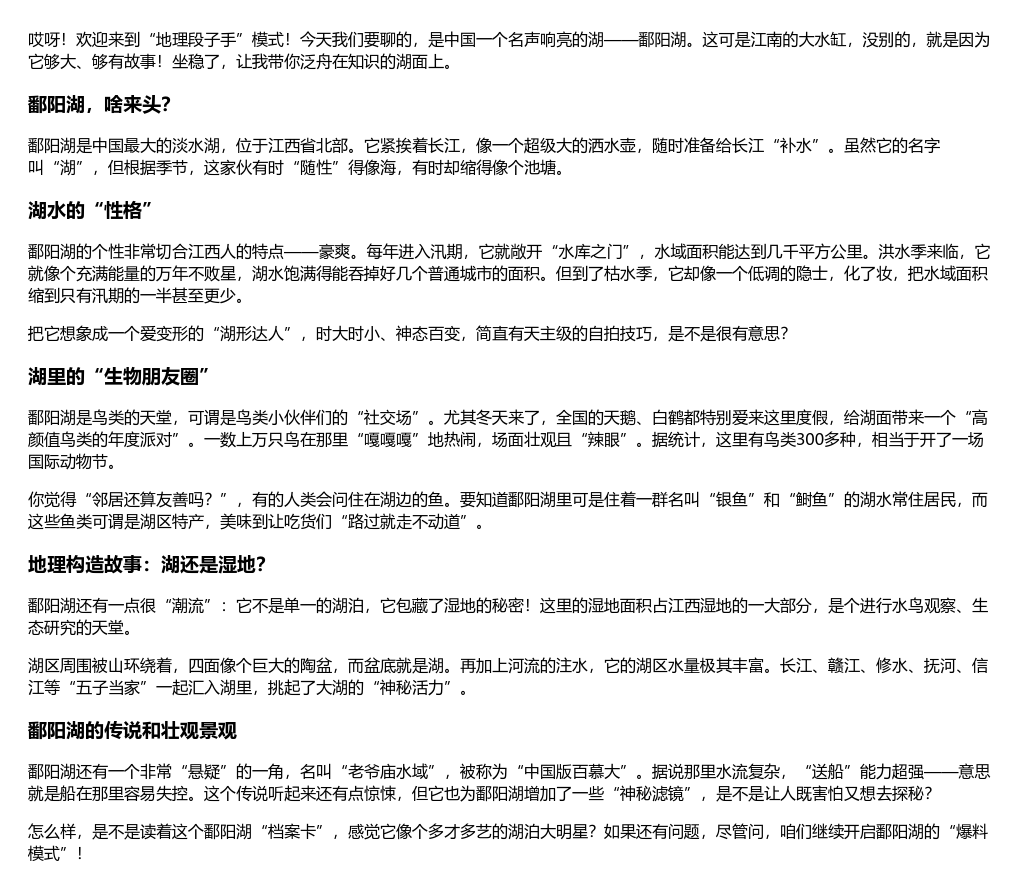 哎呀！欢迎来到“地理段子手”模式！今天我们要聊的，是中国一个名声响亮的湖——鄱阳湖。这可是江南的大水缸，没别的，就是因为
它够大、够有故事！坐稳了，让我带你泛舟在知识的湖面上。
鄱阳湖，啥来头？
鄱阳湖是中国最大的淡水湖，位于江西省北部。它紧挨着长江，像一个超级大的洒水壶，随时准备给长江“补水”。虽然它的名字
叫“湖”，但根据季节，这家伙有时“随性”得像海，有时却缩得像个池塘。
湖水的“性格”
鄱阳湖的个性非常切合江西人的特点——豪爽。每年进入汛期，它就敞开“水库之门”，水域面积能达到几千平方公里。洪水季来临，它
就像个充满能量的万年不败星，湖水饱满得能吞掉好几个普通城市的面积。但到了枯水季，它却像一个低调的隐士，化了妆，把水域面积
缩到只有汛期的一半甚至更少。
把它想象成一个爱变形的“湖形达人”，时大时小、神态百变，简直有天主级的自拍技巧，是不是很有意思？
湖里的“生物朋友圈”
鄱阳湖是鸟类的天堂，可谓是鸟类小伙伴们的“社交场”。尤其冬天来了，全国的天鹅、白鹤都特别爱来这里度假，给湖面带来一个“高
颜值鸟类的年度派对”。一数上万只鸟在那里“嘎嘎嘎”地热闹，场面壮观且“辣眼”。据统计，这里有鸟类300多种，相当于开了一场
国际动物节。
你觉得“邻居还算友善吗？”，有的人类会问住在湖边的鱼。要知道鄱阳湖里可是住着一群名叫“银鱼”和“鲥鱼”的湖水常住居民，而
这些鱼类可谓是湖区特产，美味到让吃货们“路过就走不动道”。
地理构造故事：湖还是湿地？
鄱阳湖还有一点很“潮流”：它不是单一的湖泊，它包藏了湿地的秘密！这里的湿地面积占江西湿地的一大部分，是个进行水鸟观察、生
态研究的天堂。
湖区周围被山环绕着，四面像个巨大的陶盆，而盆底就是湖。再加上河流的注水，它的湖区水量极其丰富。长江、赣江、修水、抚河、信
江等“五子当家”一起汇入湖里，挑起了大湖的“神秘活力”。
鄱阳湖的传说和壮观景观
鄱阳湖还有一个非常“悬疑”的一角，名叫“老爷庙水域”，被称为“中国版百慕大”。据说那里水流复杂，“送船”能力超强——意思
就是船在那里容易失控。这个传说听起来还有点惊悚，但它也为鄱阳湖增加了一些“神秘滤镜”，是不是让人既害怕又想去探秘？
怎么样，是不是读着这个鄱阳湖“档案卡”，感觉它像个多才多艺的湖泊大明星？如果还有问题，尽管问，咱们继续开启鄱阳湖的“爆料
模式”！